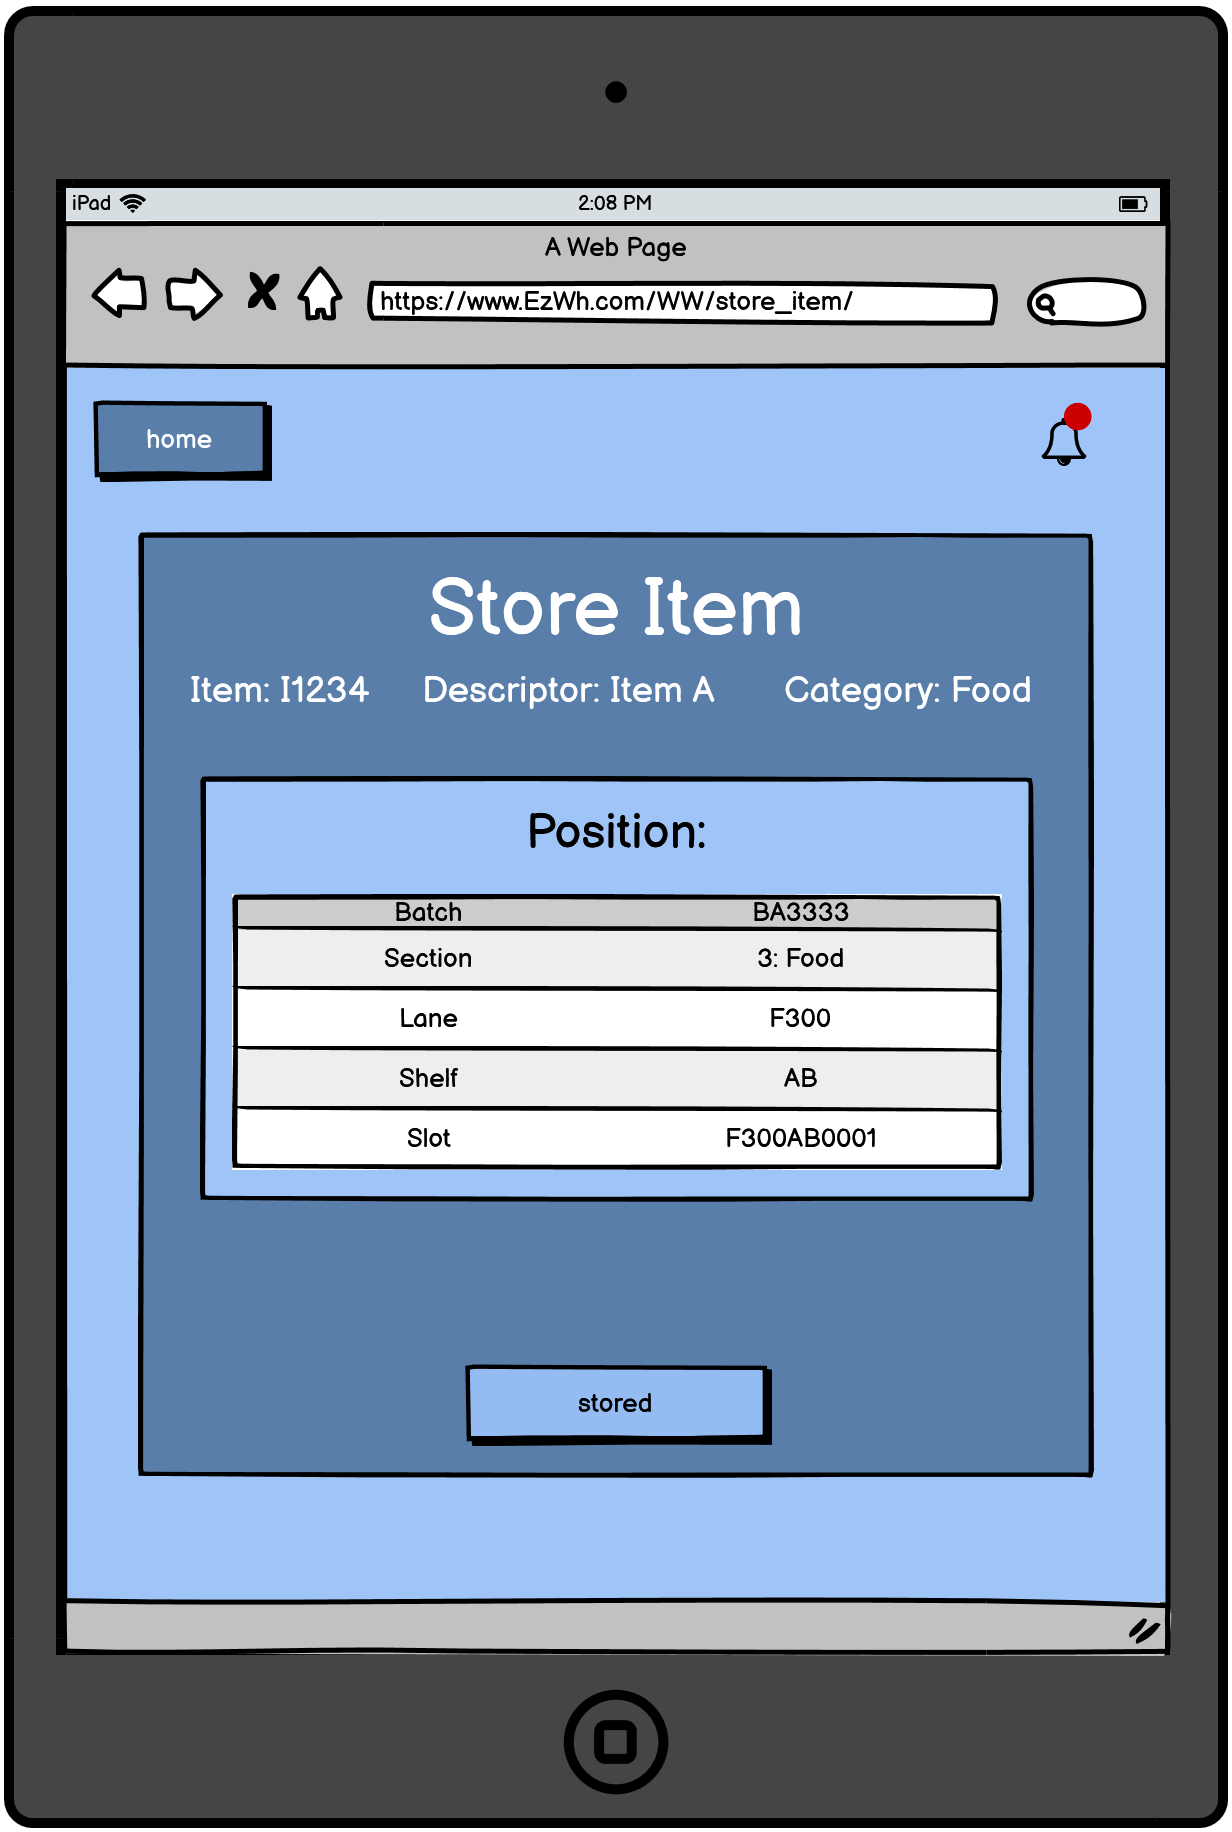 iPad 2:08 PM
A Web Page
https://www.EzWh.com/WW/store_item/
home
Store Item
Item: I1234 Descriptor: Item A Category: Food
Position:
Batch BA3333
Section 3: Food
Lane F300
Shelf AB
Slot F300AB0001
stored